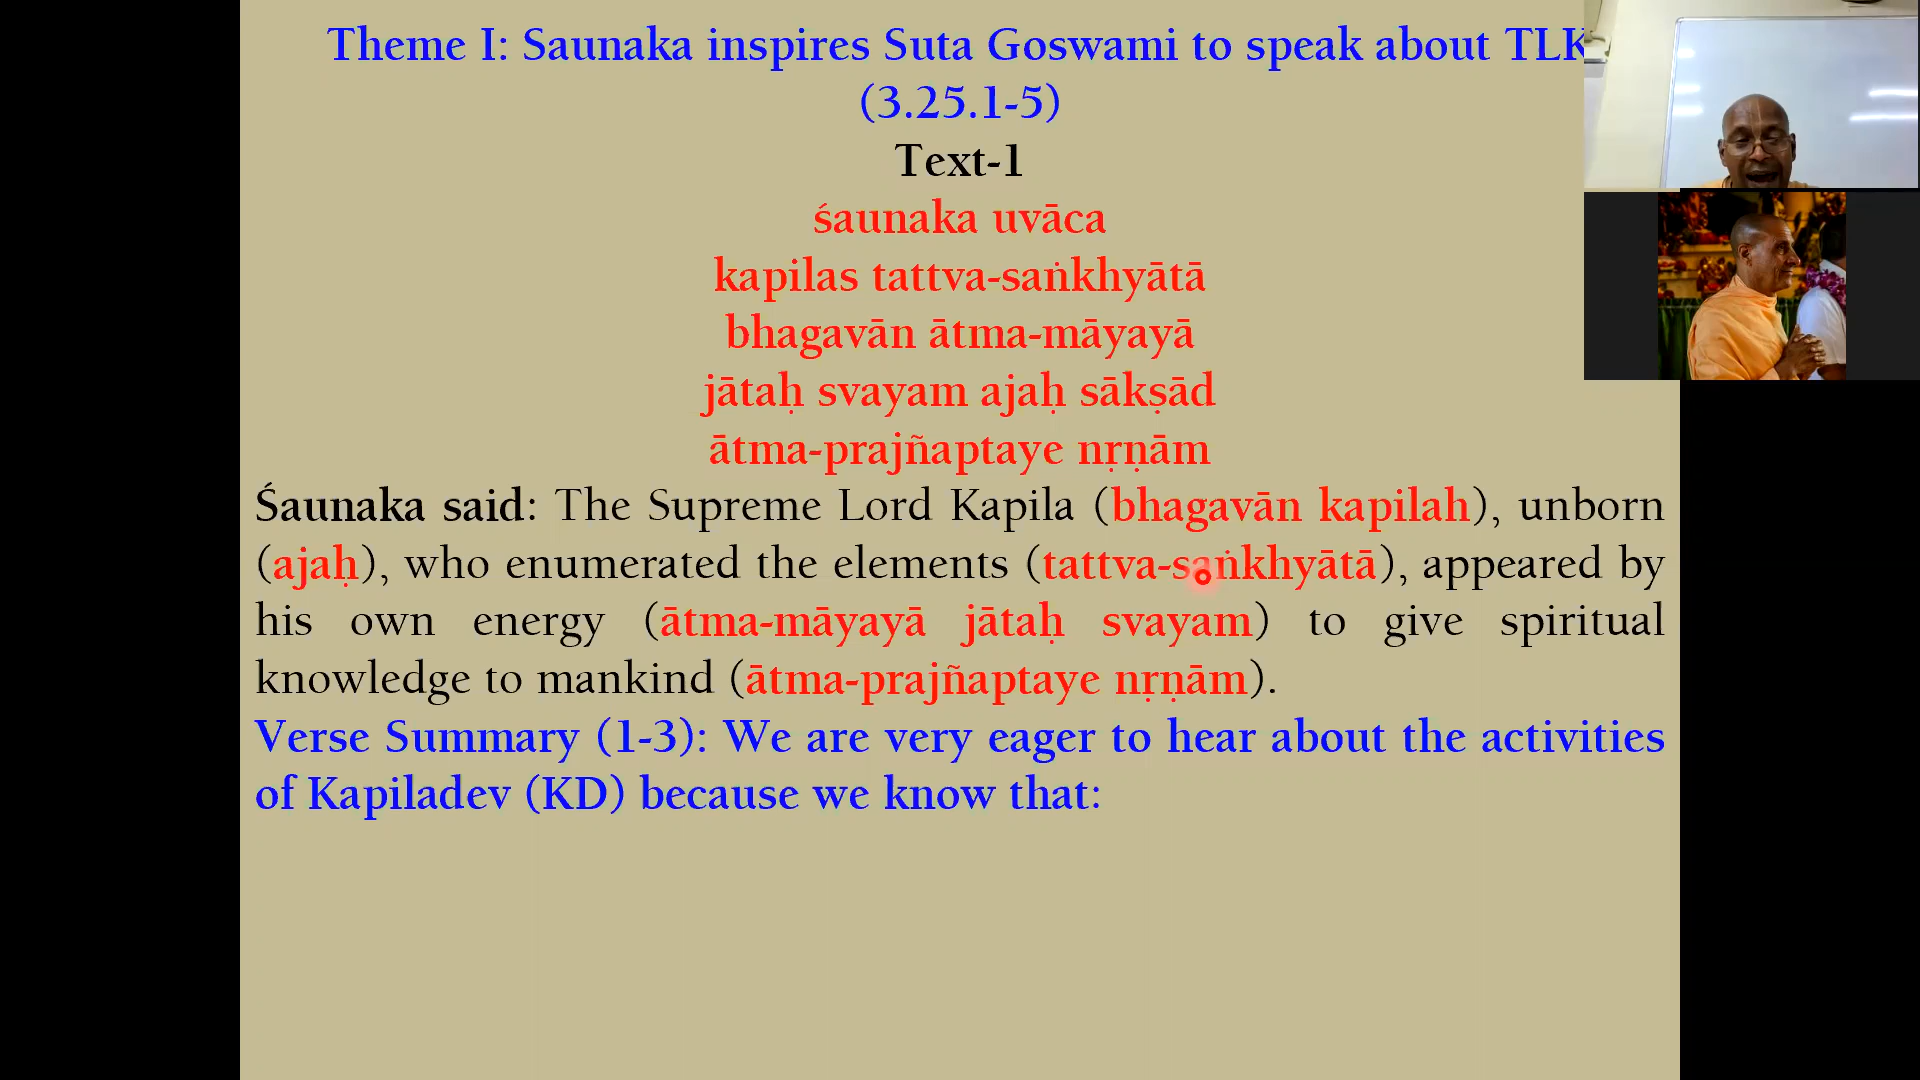 Theme I: Saunaka inspires Suta Goswami to speak about TLK
(3.25.1-5)
Text-1
śaunaka uvāca
kapilas tattva-saṅkhyātā
bhagavān ātma-māyayā
jātaḥ svayam ajaḥ sākṣād
ātma-prajñaptaye nṛṇām
Śaunaka said: The Supreme Lord Kapila (bhagavān kapilah), unborn
(ajaḥ), who enumerated the elements (tattva-saṅkhyātā), appeared by
his own energy (ātma-māyayā jātaḥ svayam) to give spiritual
knowledge to mankind (ātma-prajñaptaye nṛṇām).
Verse Summary (1-3): We are very eager to hear about the activities
of Kapiladev (KD) because we know that: